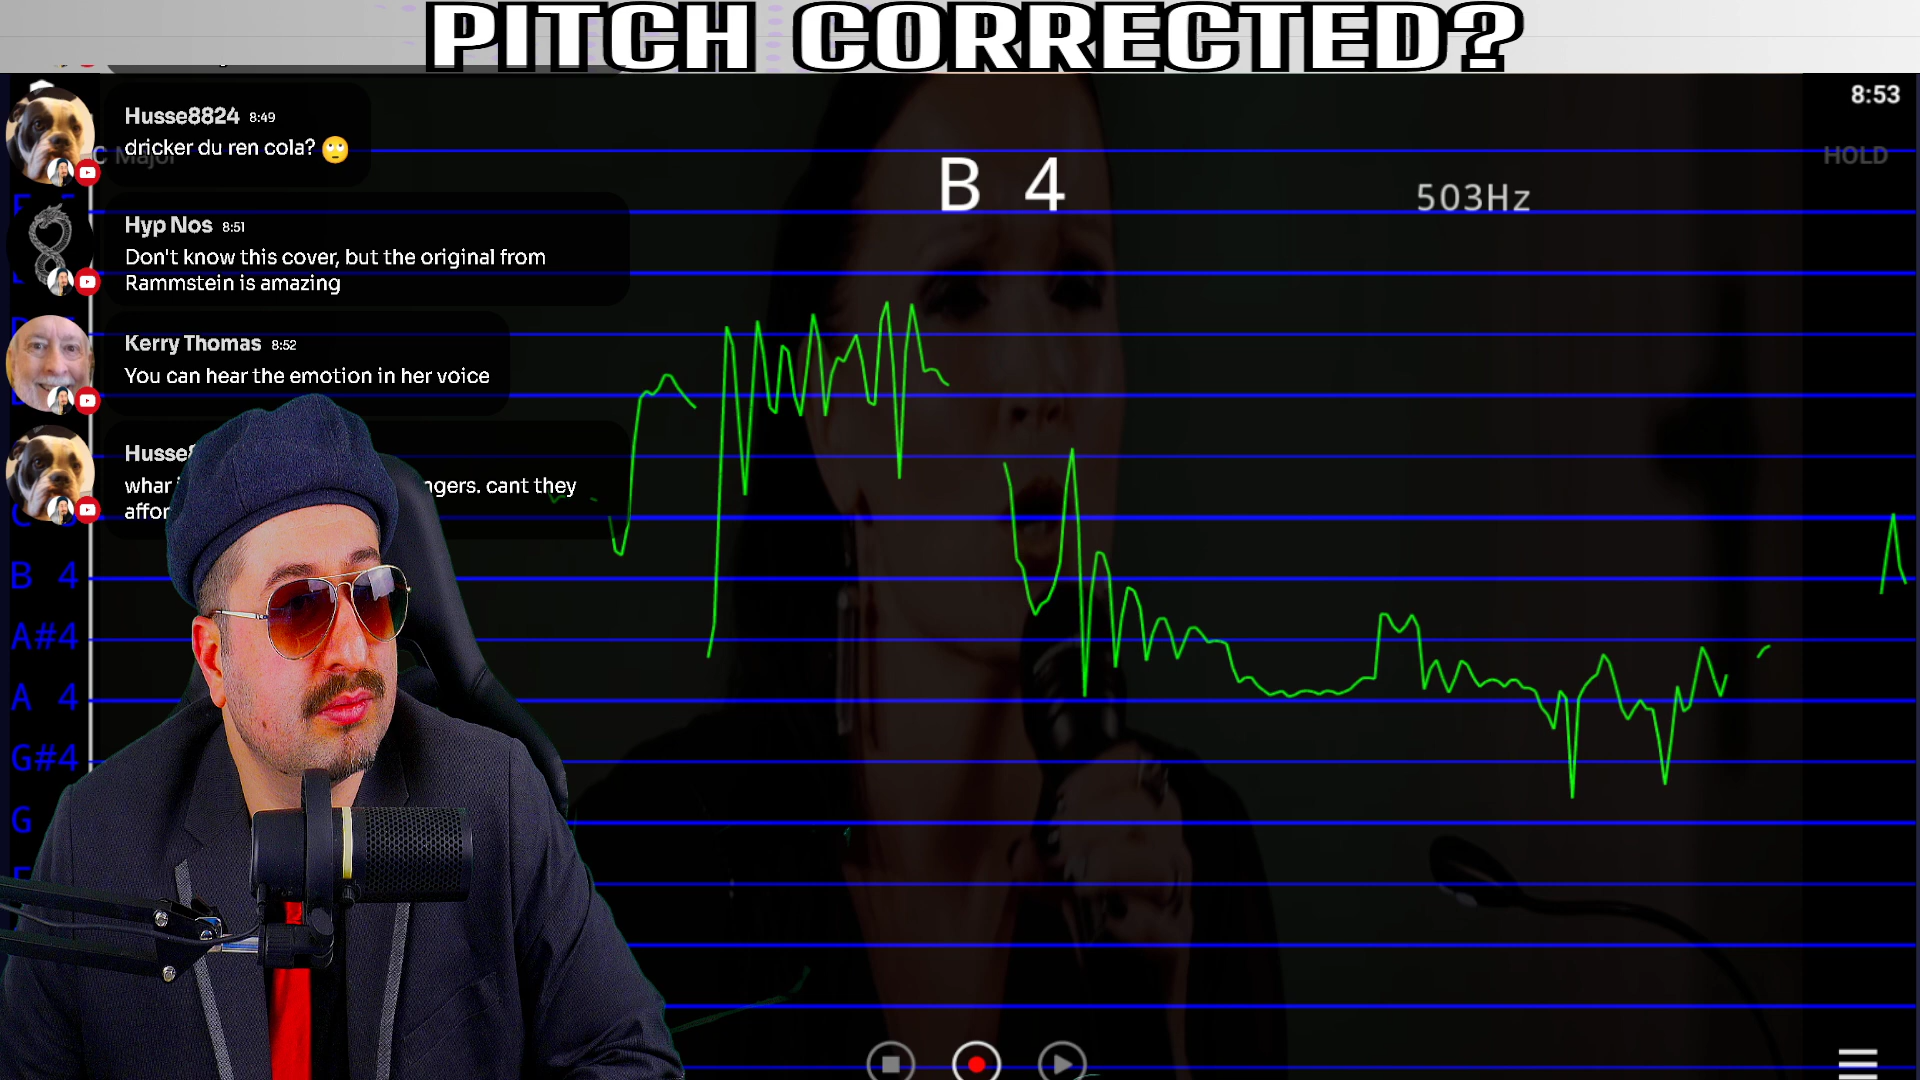 PITCH CORRECTED?
8:53
Husse8824 8:49
dricker du ren cola? 🙄
C Major
B 4
503Hz
HOLD
Hyp Nos 8:51
Don't know this cover, but the original from
Rammstein is amazing
Kerry Thomas 8:52
You can hear the emotion in her voice
cant they
B 4
A#4
A 4
G#4
G